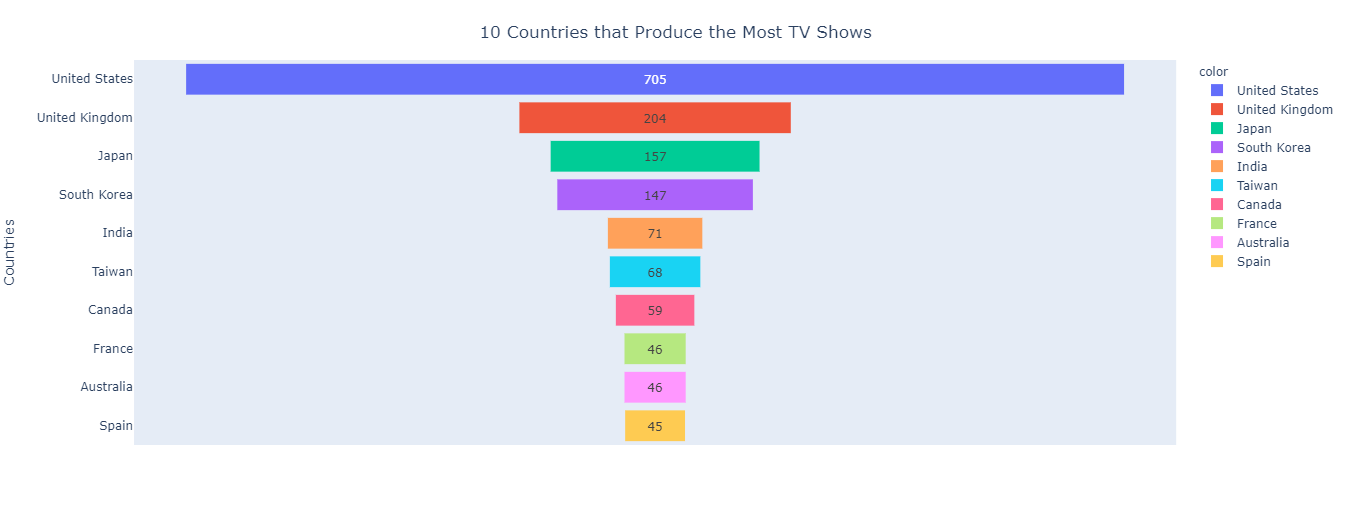 10 Countries that Produce the Most TV Shows
Countries
United States 705
United Kingdom 204
Japan 157
South Korea 147
India 71
Taiwan 68
Canada 59
France 46
Australia 46
Spain 45
color
United States
United Kingdom
Japan
South Korea
India
Taiwan
Canada
France
Australia
Spain